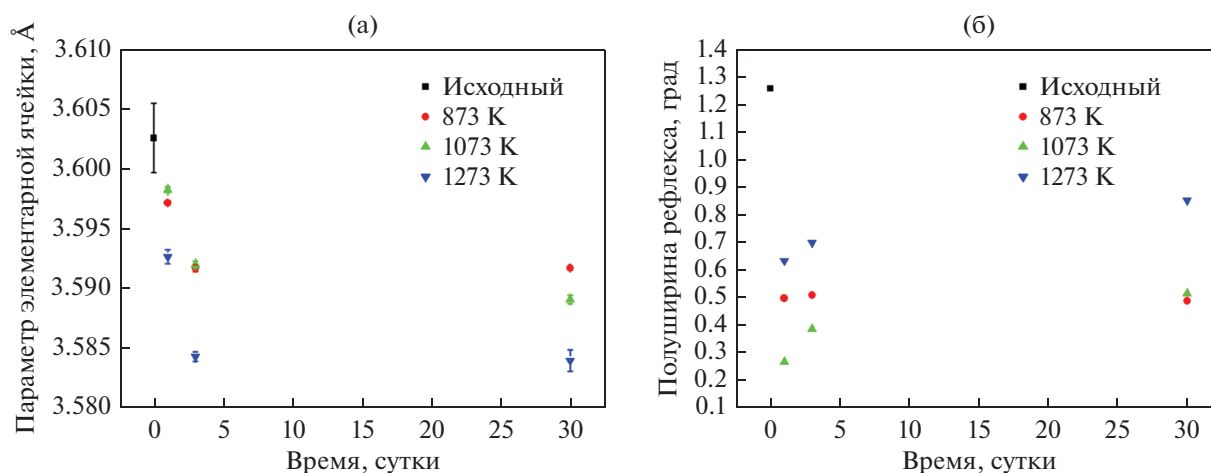 (а)
Параметр элементарной ячейки, Å
3.610
3.605
3.600
3.595
3.590
3.585
3.580
Исходный
873 K
1073 K
1273 K
0 5 10 15 20 25 30
Время, сутки
(б)
Полуширина рефлекса, град
1.4
1.3
1.2
1.1
1.0
0.9
0.8
0.7
0.6
0.5
0.4
0.3
0.2
0.1
Исходный
873 K
1073 K
1273 K
0 5 10 15 20 25 30
Время, сутки